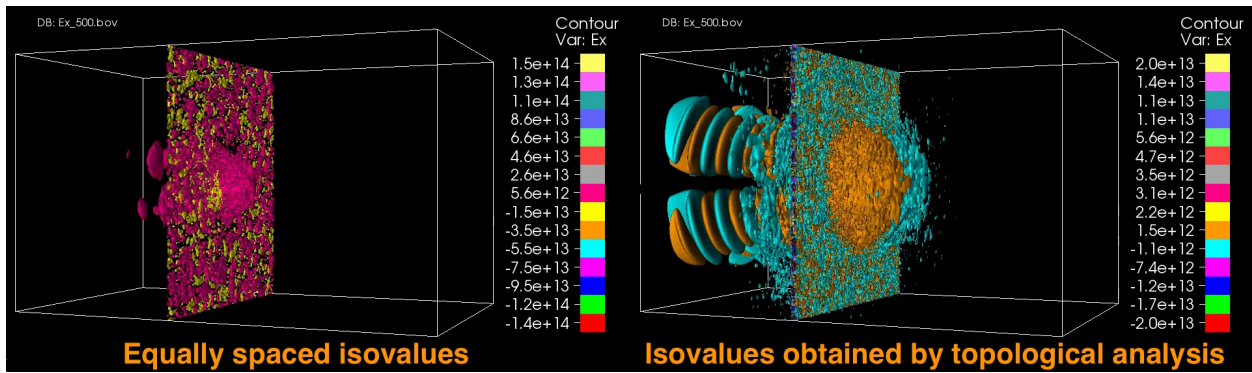 DB: Ex_500.bov
Contour
Var: Ex
1.5e+14
1.3e+14
1.1e+14
8.6e+13
6.6e+13
4.6e+13
2.6e+13
5.6e+12
-1.5e+13
-3.5e+13
-5.5e+13
-7.5e+13
-9.5e+13
-1.2e+14
-1.4e+14
Equally spaced isovalues
DB: Ex_500.bov
Contour
Var: Ex
2.0e+13
1.4e+13
1.1e+13
1.1e+13
5.6e+12
4.7e+12
3.5e+12
3.1e+12
2.2e+12
1.5e+12
-1.1e+12
-7.4e+12
-1.2e+13
-1.7e+13
-2.0e+13
Isovalues obtained by topological analysis